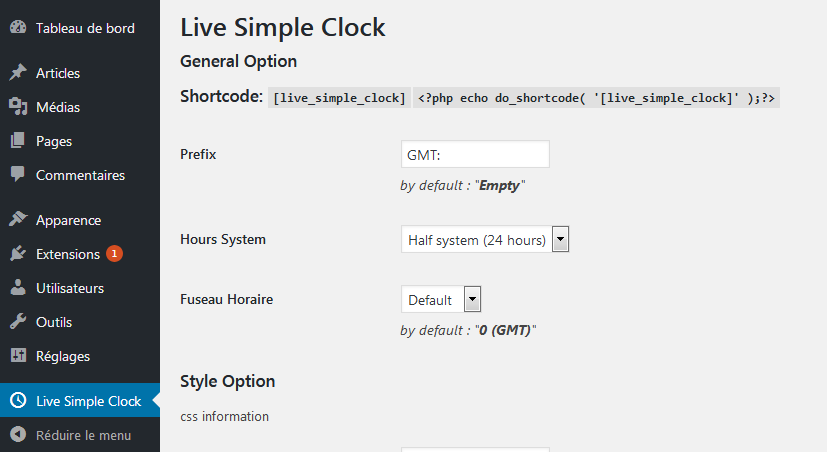 Tableau de bord
Articles
Médias
Pages
Commentaires
Apparence
Extensions 1
Utilisateurs
Outils
Réglages
Live Simple Clock
Réduire le menu
Live Simple Clock
General Option
Shortcode: [live_simple_clock] <?php echo do_shortcode( '[live_simple_clock]' );?>
Prefix GMT:
by default : "Empty"
Hours System Half system (24 hours)
Fuseau Horaire Default
by default : "0 (GMT)"
Style Option
css information